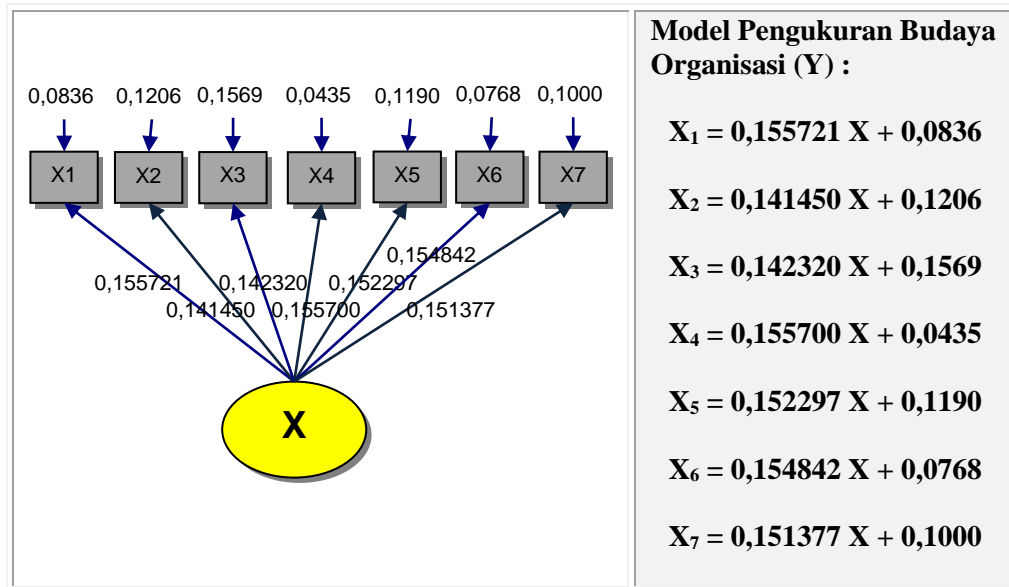 0,0836 0,1206 0,1569 0,0435 0,1190 0,0768 0,1000
X1 X2 X3 X4 X5 X6 X7
0,154842
0,155721 0,142320 0,152297
0,141450 0,155700 0,151377
X
Model Pengukuran Budaya
Organisasi (Y) :
X₁ = 0,155721 X + 0,0836
X₂ = 0,141450 X + 0,1206
X₃ = 0,142320 X + 0,1569
X₄ = 0,155700 X + 0,0435
X₅ = 0,152297 X + 0,1190
X₆ = 0,154842 X + 0,0768
X₇ = 0,151377 X + 0,1000